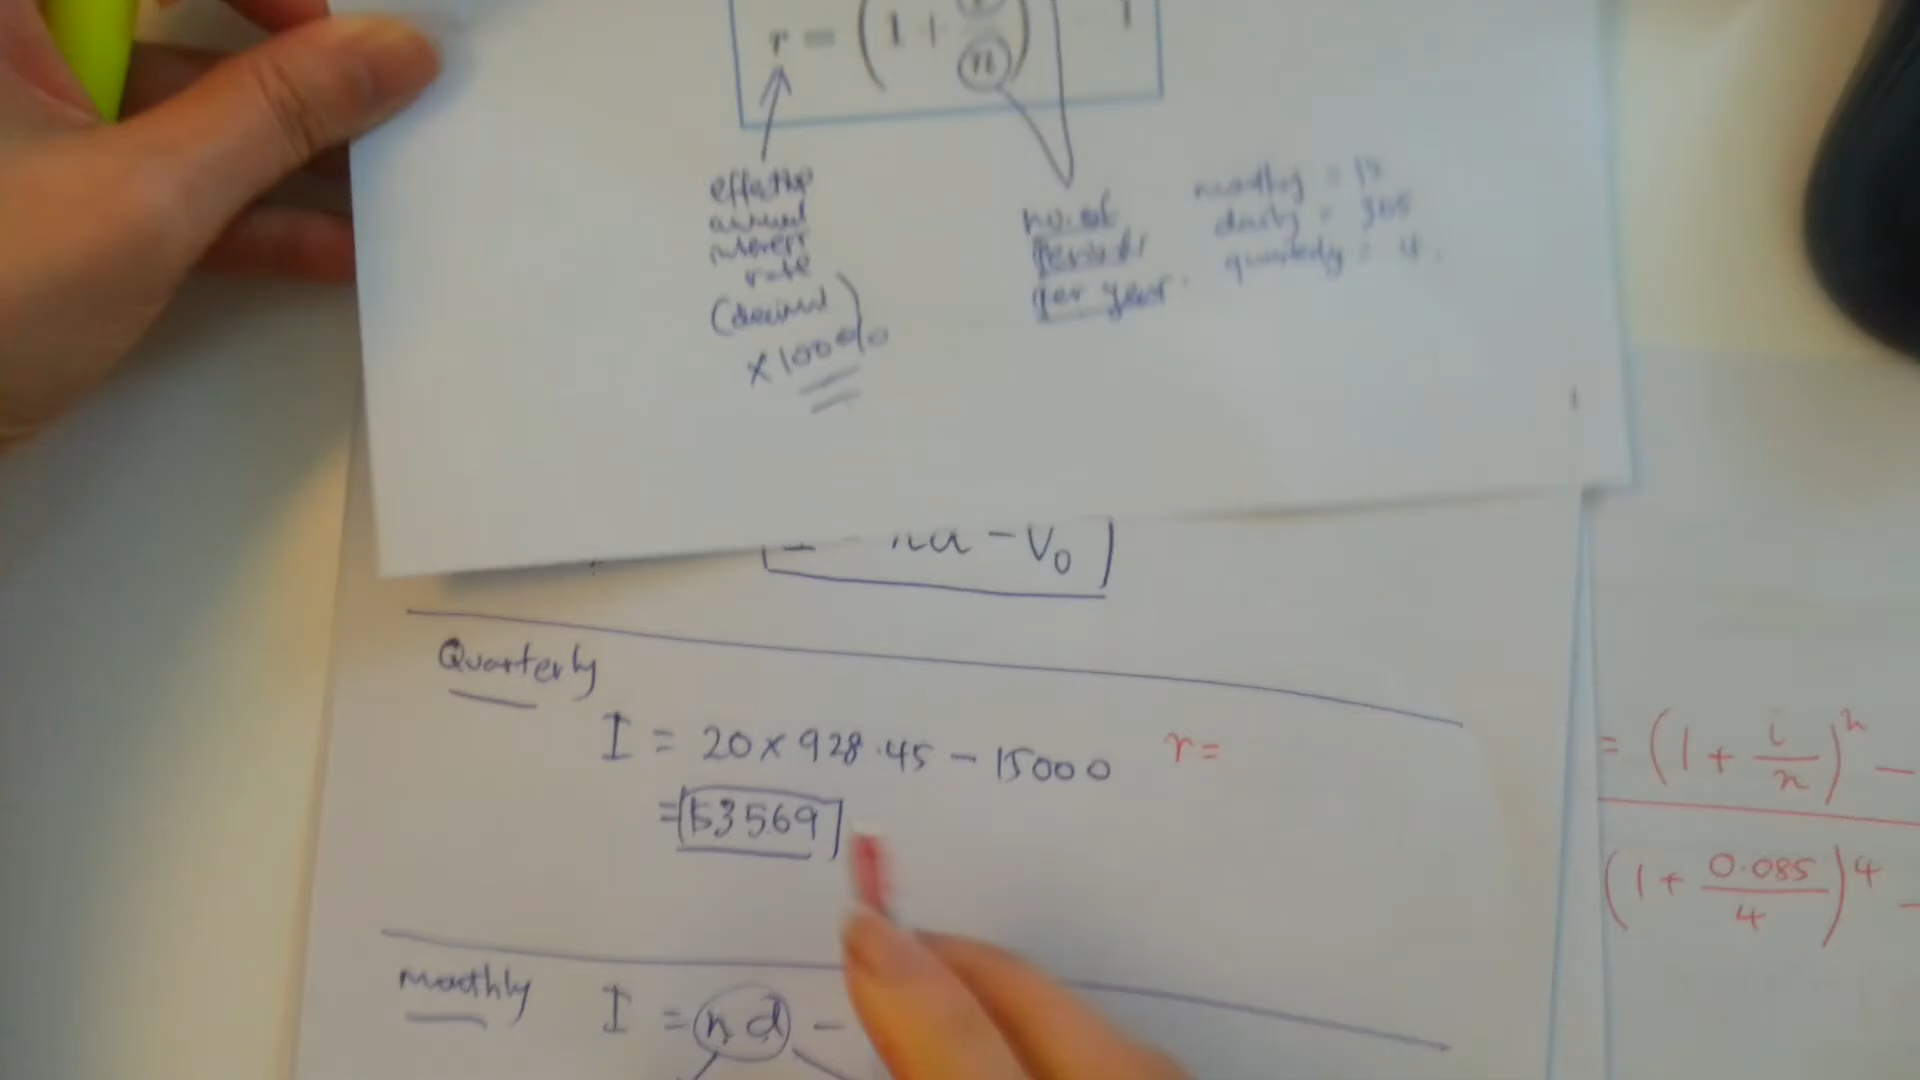 r = (1 + n) - 1
effective
annual
interest
rate
(decimal)
×100%
no. of
periods
per year.
monthly = 12
daily = 365
quarterly = 4.
- V₀
Quarterly
I = 20 × 928.45 - 15000 r =
= $3569
monthly I = nd -
= (1 + i/n)ⁿ -
(1 + 0.085/4)⁴ -